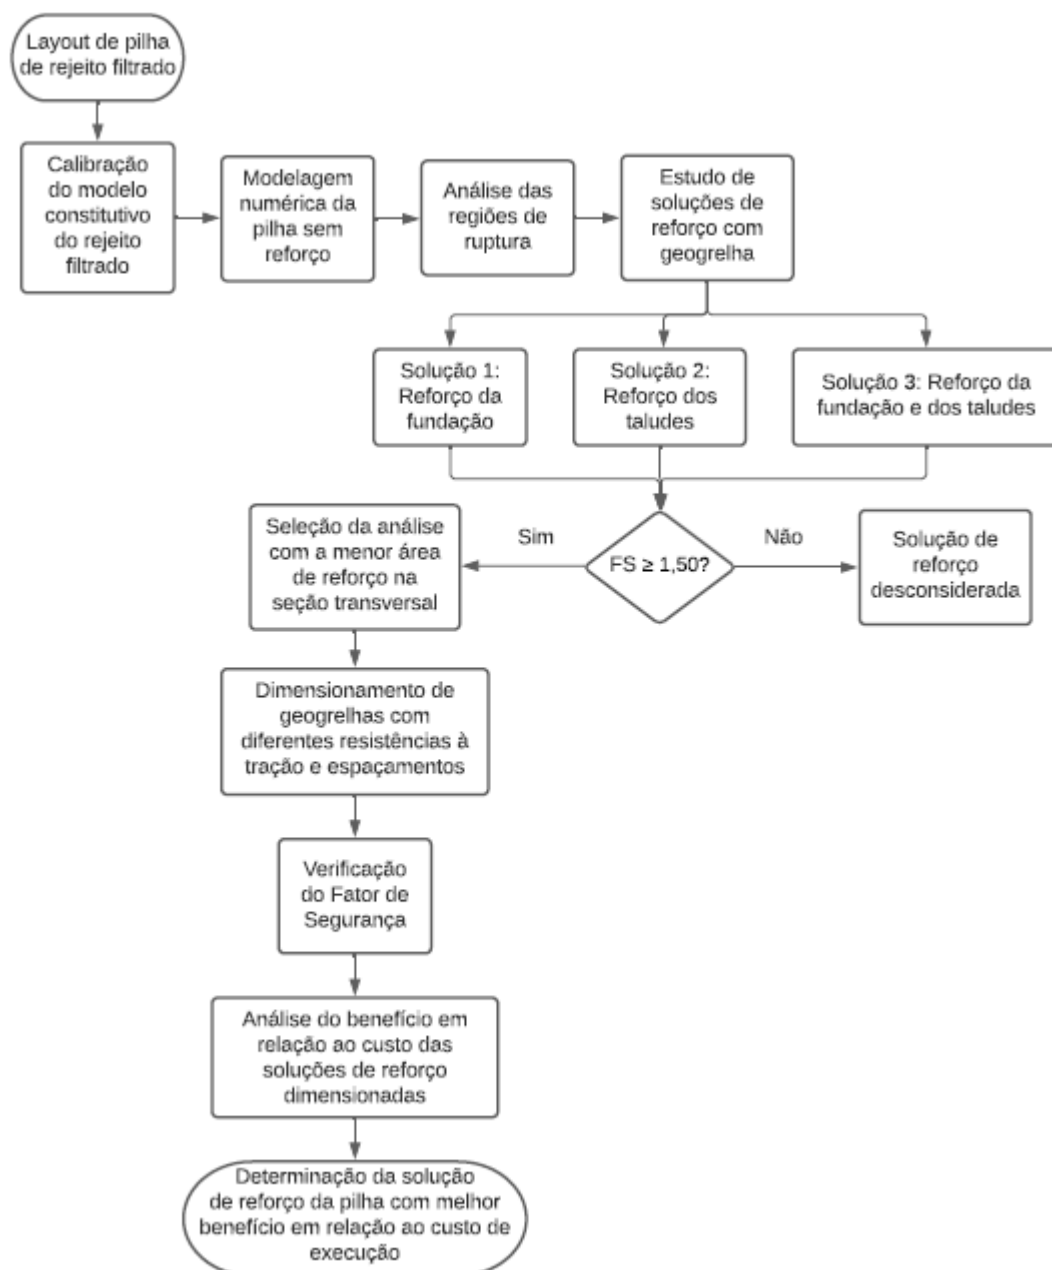 Layout de pilha
de rejeito filtrado
Calibração
do modelo
constitutivo
do rejeito
filtrado
Modelagem
numérica da
pilha sem
reforço
Análise das
regiões de
ruptura
Estudo de
soluções de
reforço com
geogrelha
Solução 1:
Reforço da
fundação
Solução 2:
Reforço dos
taludes
Solução 3: Reforço da
fundação e dos taludes
Seleção da análise
com a menor área
de reforço na
seção transversal
Sim
FS ≥ 1,50?
Não
Solução de
reforço
desconsiderada
Dimensionamento de
geogrelhas com
diferentes resistências à
tração e espaçamentos
Verificação
do Fator de
Segurança
Análise do benefício em
relação ao custo das
soluções de reforço
dimensionadas
Determinação da solução
de reforço da pilha com melhor
benefício em relação ao custo de
execução